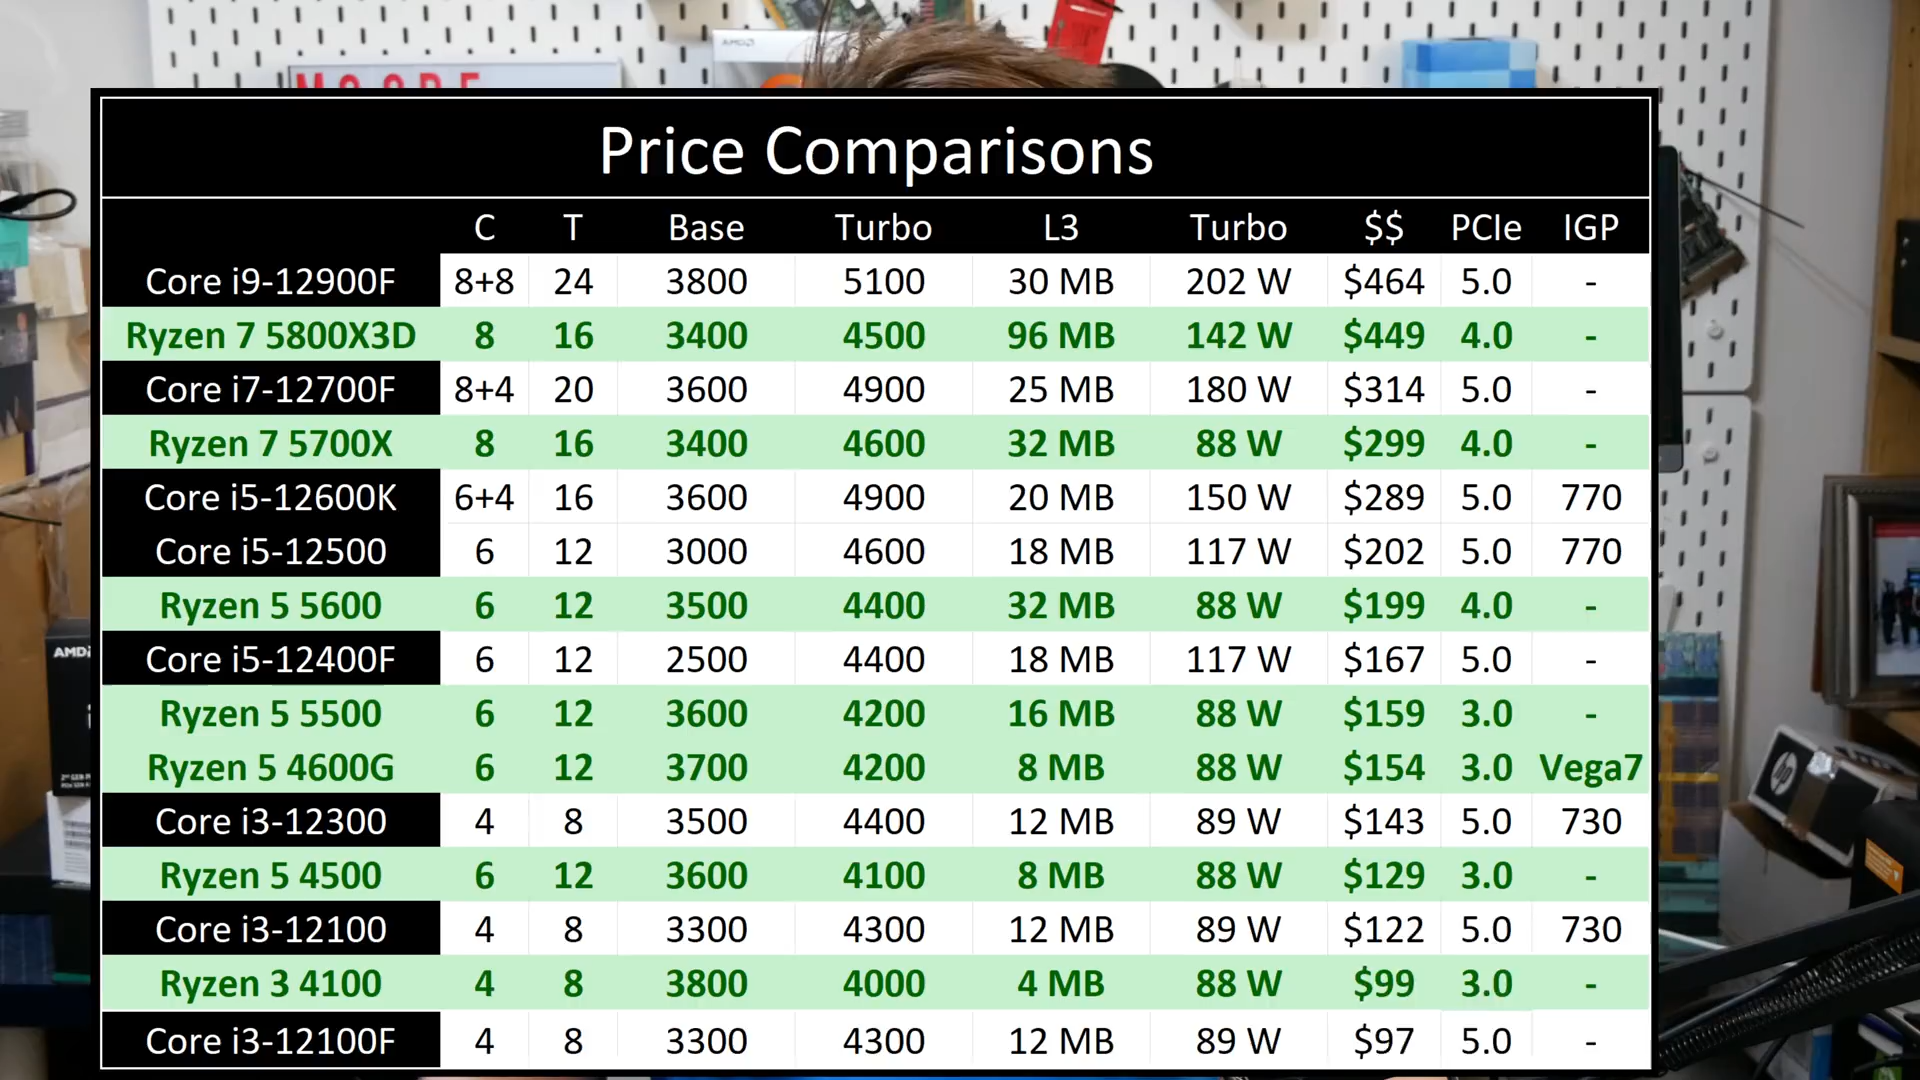 AMD
MOORE
Price Comparisons
C T Base Turbo L3 Turbo $$ PCIe IGP
Core i9-12900F 8+8 24 3800 5100 30 MB 202 W $464 5.0 -
Ryzen 7 5800X3D 8 16 3400 4500 96 MB 142 W $449 4.0 -
Core i7-12700F 8+4 20 3600 4900 25 MB 180 W $314 5.0 -
Ryzen 7 5700X 8 16 3400 4600 32 MB 88 W $299 4.0 -
Core i5-12600K 6+4 16 3600 4900 20 MB 150 W $289 5.0 770
Core i5-12500 6 12 3000 4600 18 MB 117 W $202 5.0 770
Ryzen 5 5600 6 12 3500 4400 32 MB 88 W $199 4.0 -
Core i5-12400F 6 12 2500 4400 18 MB 117 W $167 5.0 -
Ryzen 5 5500 6 12 3600 4200 16 MB 88 W $159 3.0 -
Ryzen 5 4600G 6 12 3700 4200 8 MB 88 W $154 3.0 Vega7
Core i3-12300 4 8 3500 4400 12 MB 89 W $143 5.0 730
Ryzen 5 4500 6 12 3600 4100 8 MB 88 W $129 3.0 -
Core i3-12100 4 8 3300 4300 12 MB 89 W $122 5.0 730
Ryzen 3 4100 4 8 3800 4000 4 MB 88 W $99 3.0 -
Core i3-12100F 4 8 3300 4300 12 MB 89 W $97 5.0 -
AMD
hp